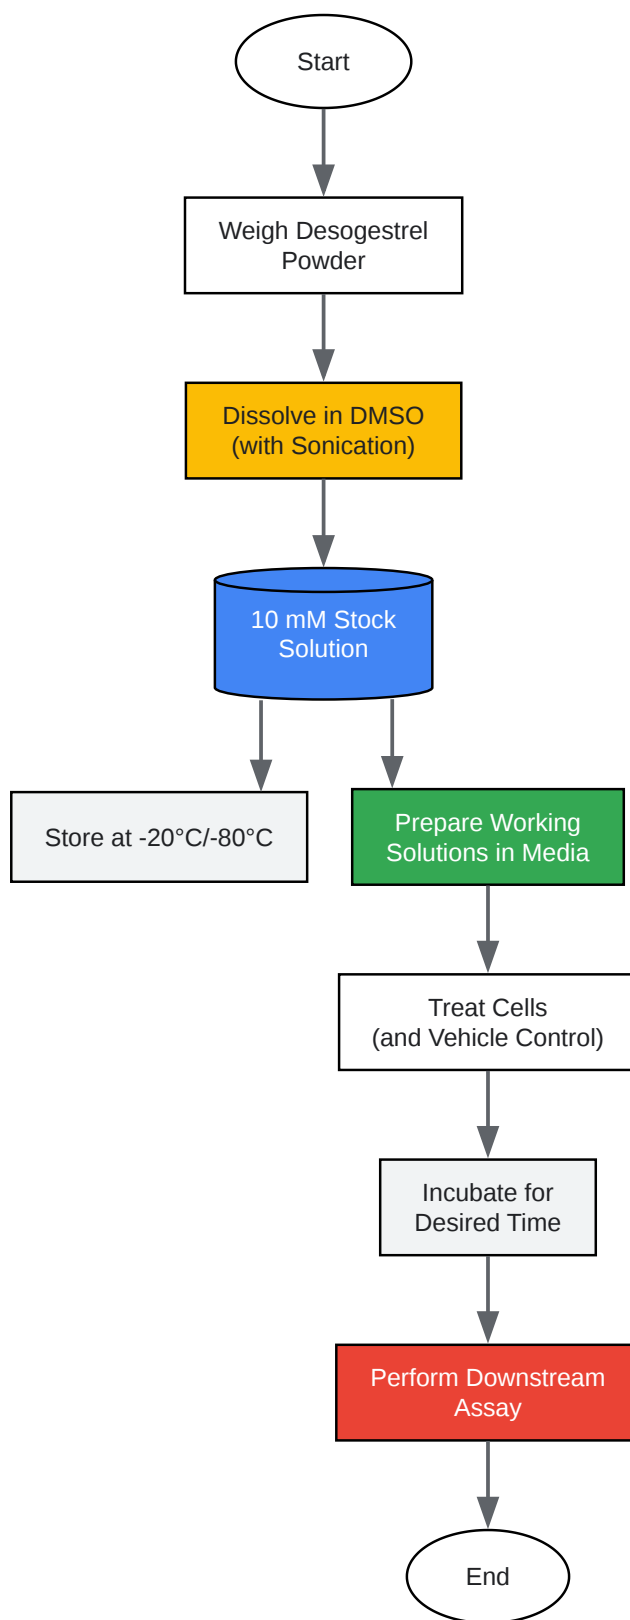 Start
Weigh Desogestrel
Powder
Dissolve in DMSO
(with Sonication)
10 mM Stock
Solution
Store at -20°C/-80°C
Prepare Working
Solutions in Media
Treat Cells
(and Vehicle Control)
Incubate for
Desired Time
Perform Downstream
Assay
End